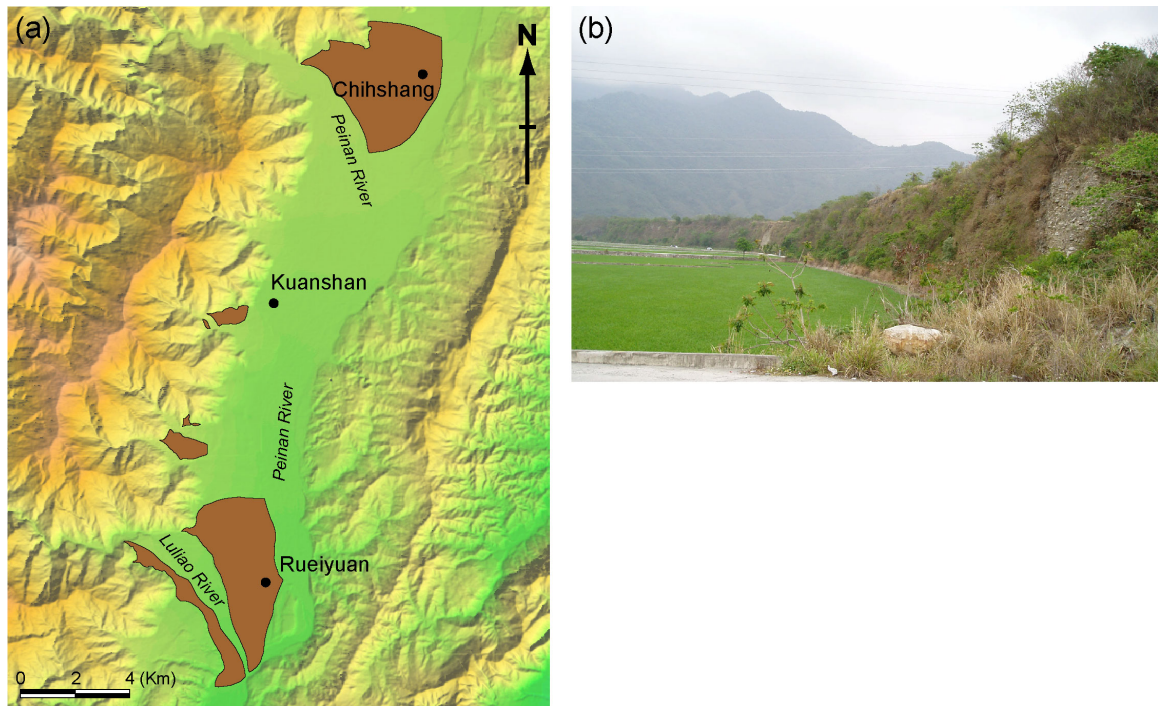 (a)
N
Chihshang
Peinan River
Kuanshan
Peinan River
Rueiyuan
Luliao River
0 2 4 (Km)
(b)